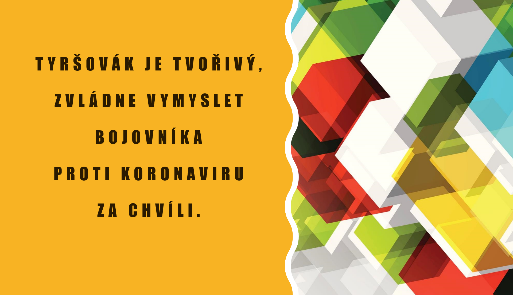 TYRŠOVÁK JE TVOŘIVÝ,
ZVLÁDNE VYMYSLET
BOJOVNÍKA
PROTI KORONAVIRU
ZA CHVÍLI.